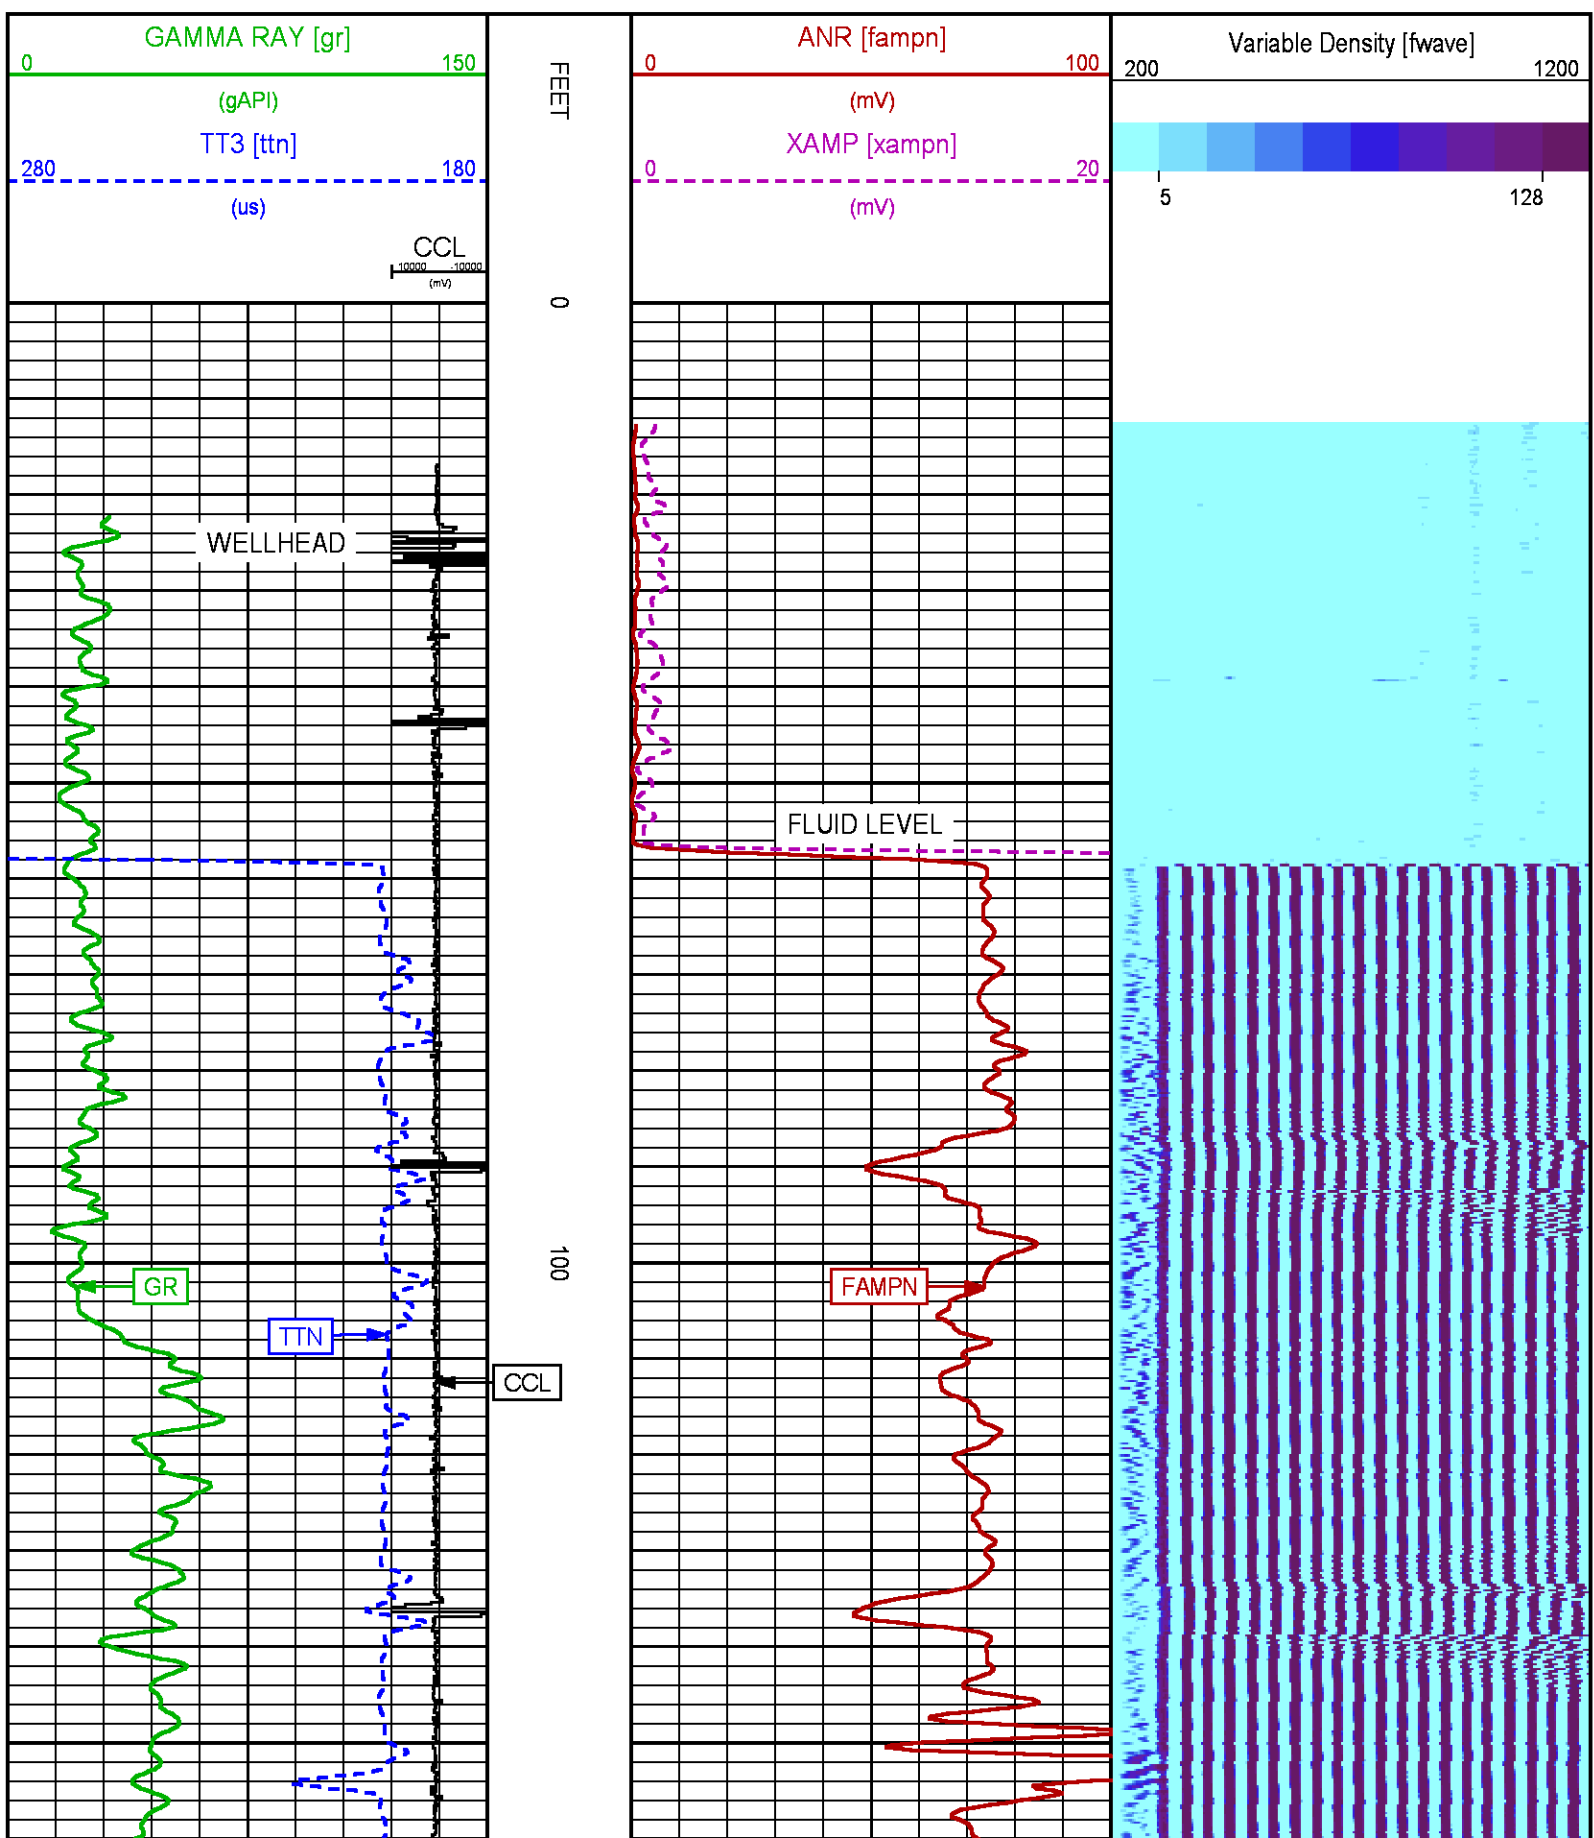 GAMMA RAY [gr]
0 150
(gAPI)
TT3 [ttn]
280 180
(us)
CCL
10000 -10000
(mV)
FEET
ANR [fampn]
0 100
(mV)
XAMP [xampn]
0 20
(mV)
Variable Density [fwave]
200 1200
5 128
0
WELLHEAD
FLUID LEVEL
100
GR
FAMPN
TTN
CCL